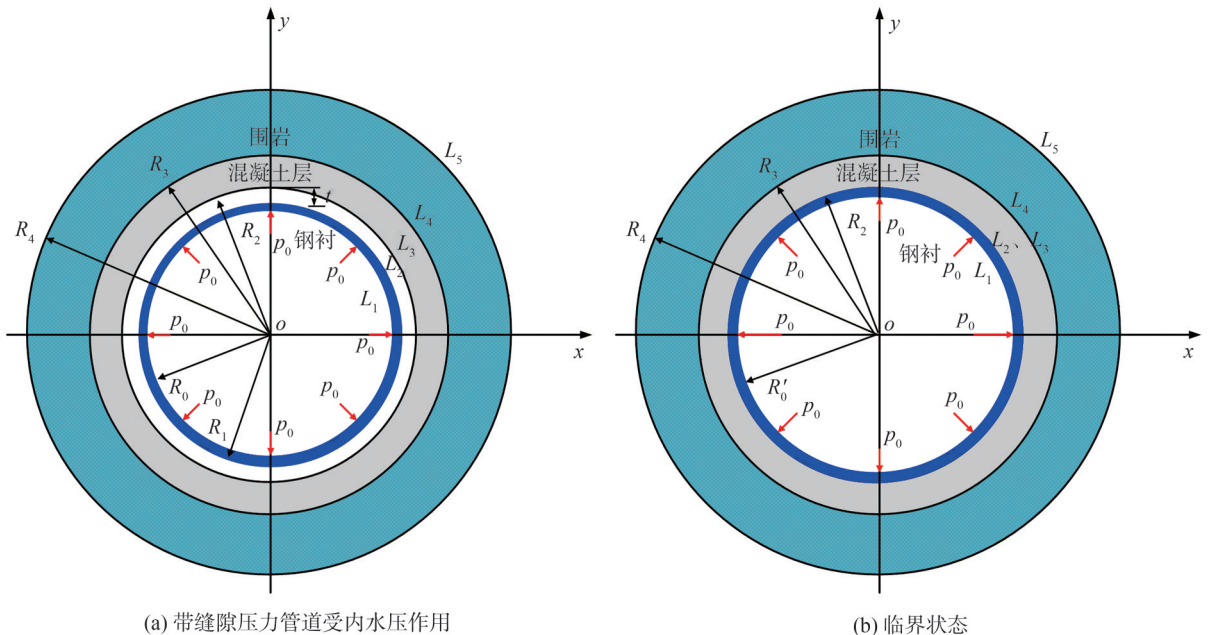 y
围岩
L₅
R₃
混凝土层
t
R₄
R₂
L₄
p₀
钢衬
L₃
p₀
p₀
L₂
L₁
p₀
o
p₀
x
R₀
p₀
p₀
R₁
p₀
(a) 带缝隙压力管道受内水压作用
y
围岩
L₅
R₃
混凝土层
R₄
R₂
L₄
p₀
钢衬
L₂、L₃
p₀
p₀
L₁
p₀
o
p₀
x
R′₀
p₀
p₀
p₀
(b) 临界状态